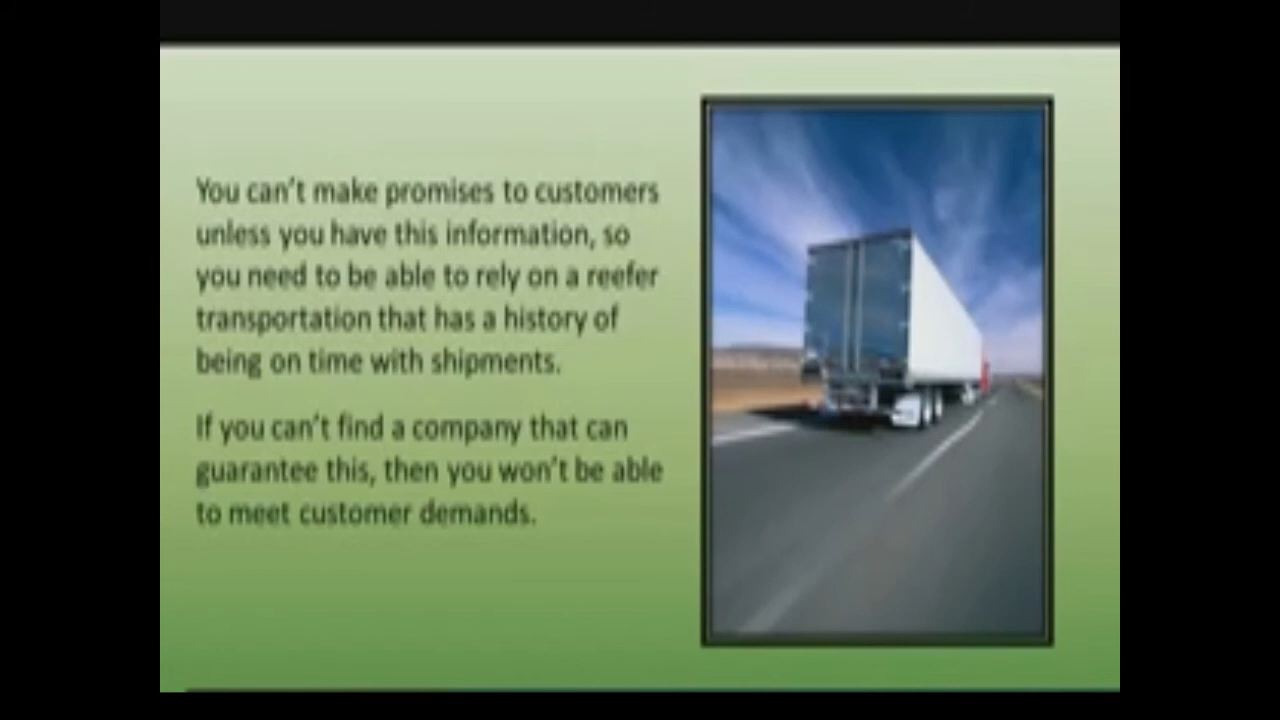 You can't make promises to customers
unless you have this information, so
you need to be able to rely on a reefer
transportation that has a history of
being on time with shipments.
If you can't find a company that can
guarantee this, then you won't be able
to meet customer demands.